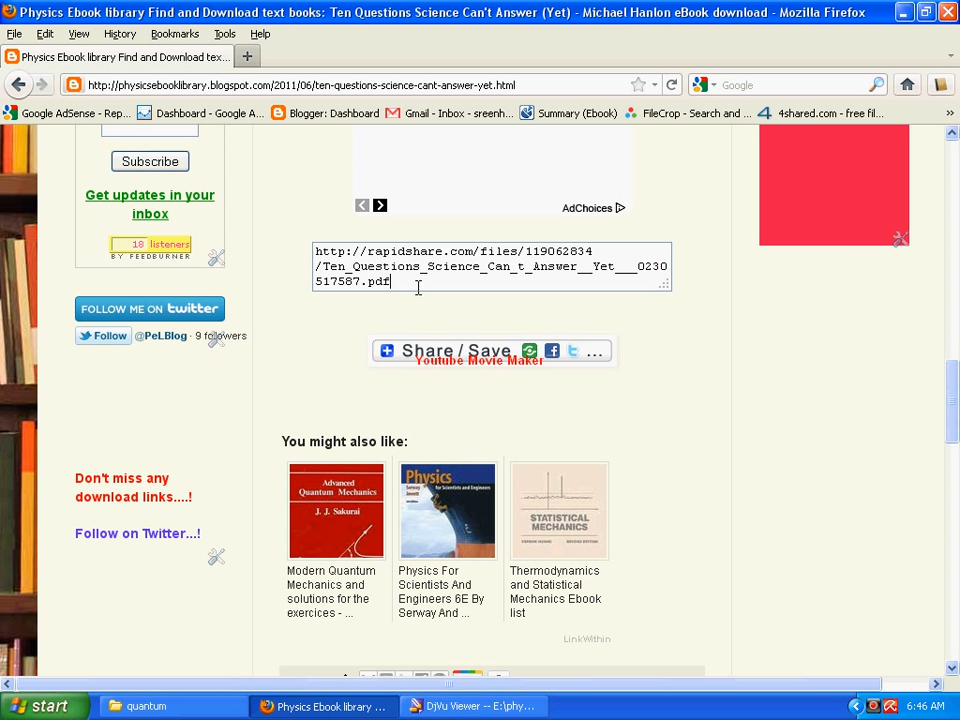 Physics Ebook library Find and Download text books: Ten Questions Science Can't Answer (Yet) - Michael Hanlon eBook download - Mozilla Firefox
File Edit View History Bookmarks Tools Help
Physics Ebook library Find and Download tex...
http://physicsebooklibrary.blogspot.com/2011/06/ten-questions-science-cant-answer-yet.html
Google
Google AdSense - Rep... Dashboard - Google A... Blogger: Dashboard Gmail - Inbox - sreenh... Summary (Ebook) FileCrop - Search and ... 4shared.com - free fil...
Subscribe
Get updates in your
inbox
18 listeners
BY FEEDBURNER
FOLLOW ME ON twitter
Follow @PeLBlog · 9 followers
Don't miss any
download links....!
Follow on Twitter...!
AdChoices
http://rapidshare.com/files/119062834
/Ten_Questions_Science_Can_t_Answer__Yet___0230
517587.pdf
Share / Save ...
Youtube Movie Maker
You might also like:
Advanced
Quantum Mechanics
J. J. Sakurai
Physics
for Scientists and Engineers
Serway
Jewett
STATISTICAL
MECHANICS
Modern Quantum
Mechanics and
solutions for the
exercices - ...
Physics For
Scientists And
Engineers 6E By
Serway And ...
Thermodynamics
and Statistical
Mechanics Ebook
list
LinkWithin
start
quantum
Physics Ebook library ...
DjVu Viewer -- E:\phy...
6:46 AM